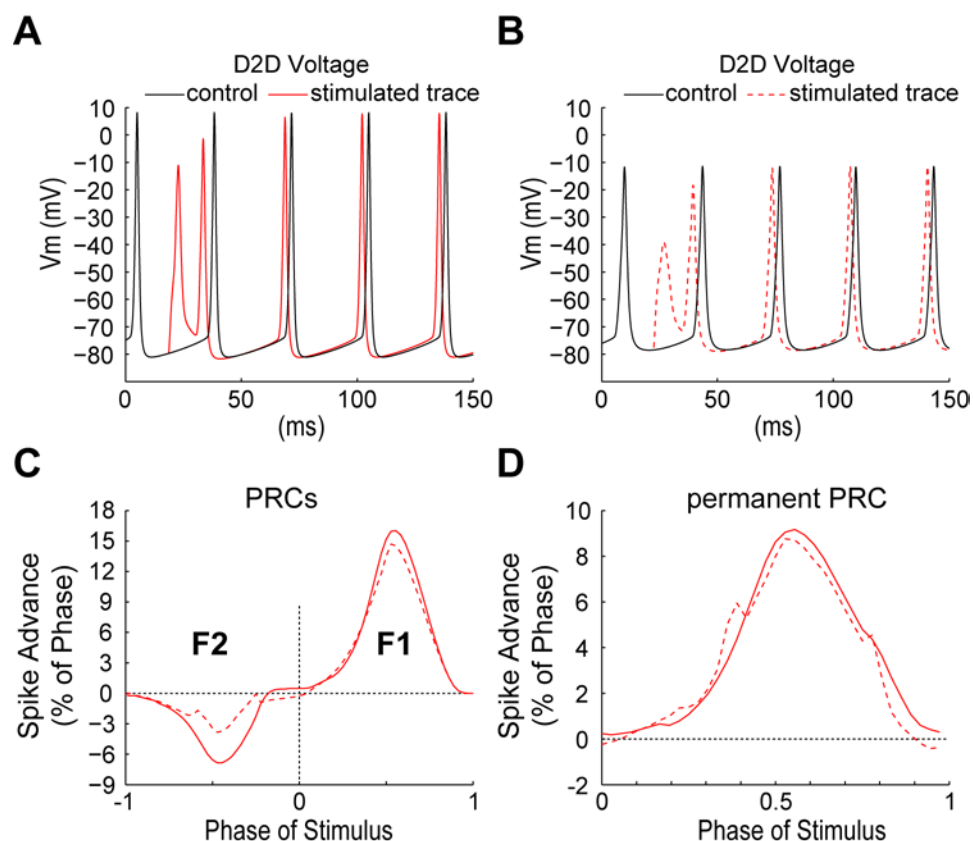 A
D2D Voltage
control stimulated trace
10
0
−10
−20
−30
−40
−50
−60
−70
−80
Vm (mV)
0 50 100 150
(ms)
B
D2D Voltage
control stimulated trace
10
0
−10
−20
−30
−40
−50
−60
−70
−80
Vm (mV)
0 50 100 150
(ms)
C
PRCs
18
15
12
9
6
3
0
−3
−6
−9
Spike Advance
(% of Phase)
F2 F1
-1 0 1
Phase of Stimulus
D
permanent PRC
10
8
6
4
2
0
-2
Spike Advance
(% of Phase)
0 0.5 1
Phase of Stimulus